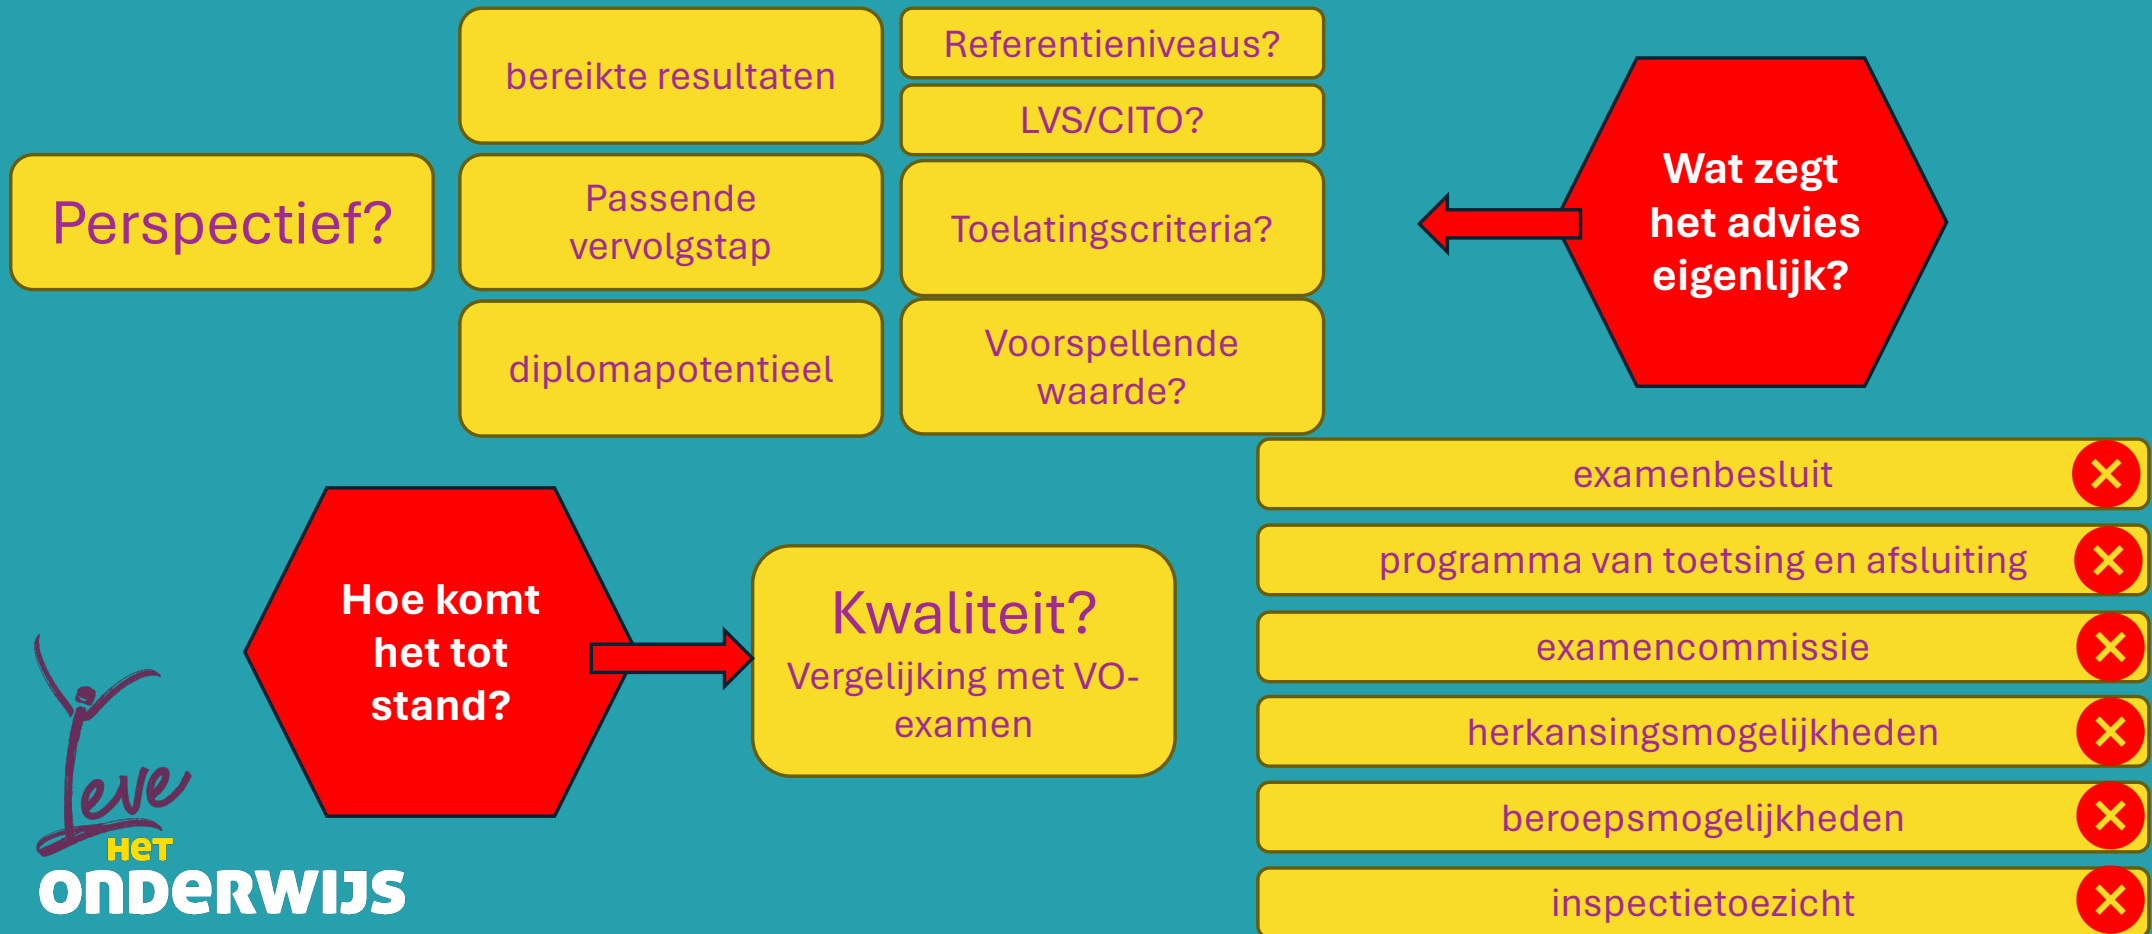 bereikte resultaten
Referentieniveaus?
LVS/CITO?
Perspectief?
Passende
vervolgstap
Toelatingscriteria?
diplomapotentieel
Voorspellende
waarde?
Wat zegt
het advies
eigenlijk?
Hoe komt
het tot
stand?
Kwaliteit?
Vergelijking met VO-
examen
examenbesluit
programma van toetsing en afsluiting
examencommissie
herkansingsmogelijkheden
beroepsmogelijkheden
inspectietoezicht
Leve
HeT
onDeRWIJS